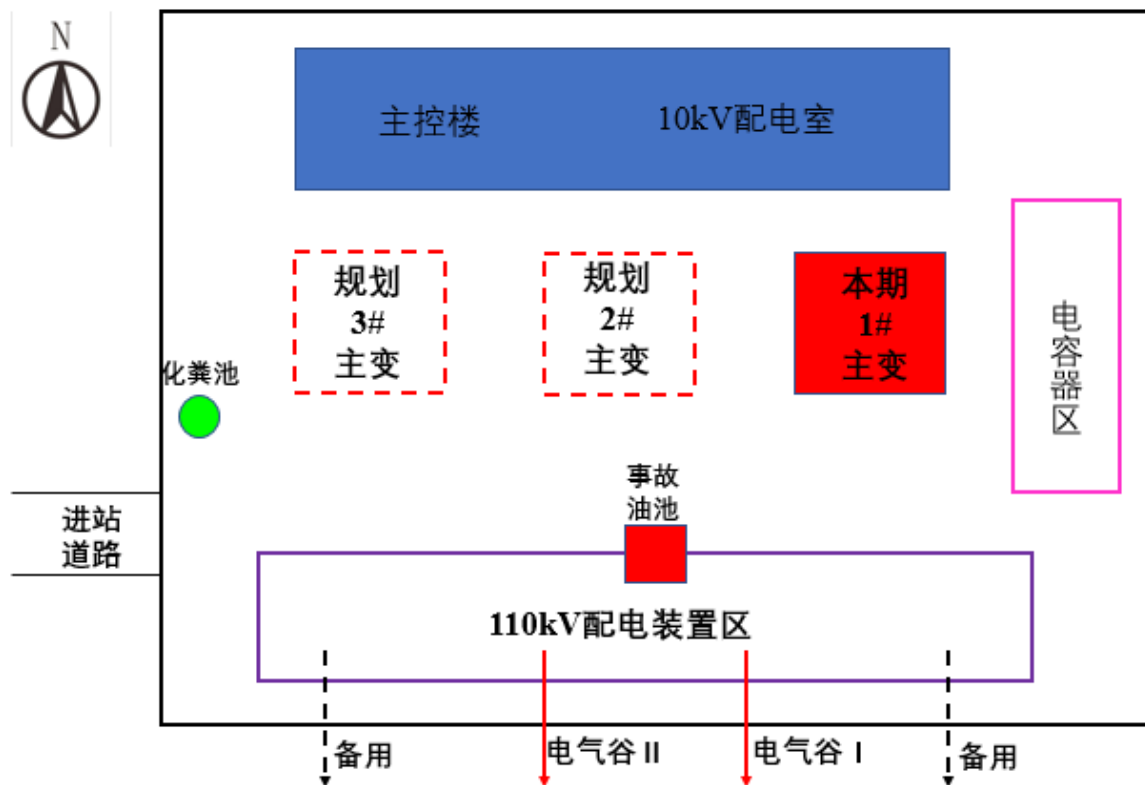 N
主控楼
10kV配电室
规划
3#
主变
规划
2#
主变
本期
1#
主变
电容器区
化粪池
事故
油池
进站
道路
110kV配电装置区
备用
电气谷Ⅱ
电气谷Ⅰ
备用